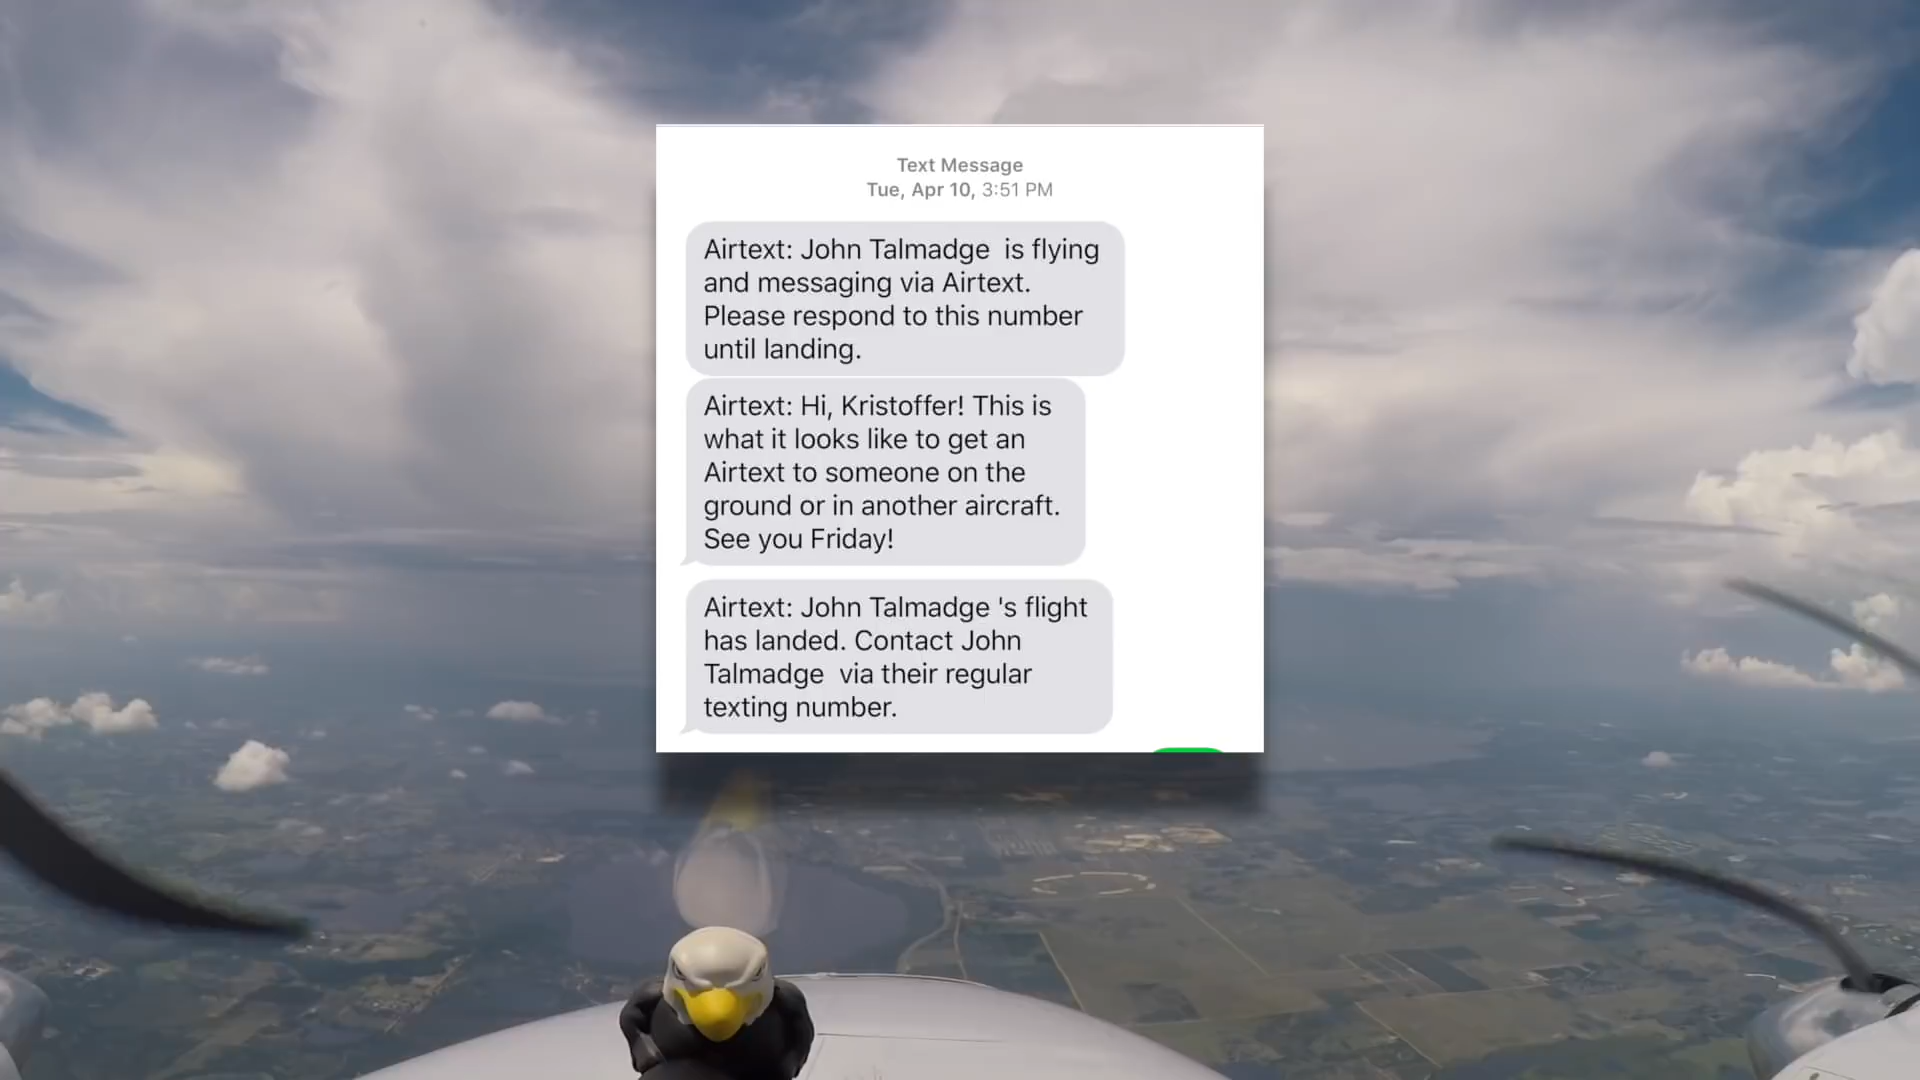 Text Message
Tue, Apr 10, 3:51 PM
Airtext: John Talmadge  is flying
and messaging via Airtext.
Please respond to this number
until landing.
Airtext: Hi, Kristoffer! This is
what it looks like to get an
Airtext to someone on the
ground or in another aircraft.
See you Friday!
Airtext: John Talmadge 's flight
has landed. Contact John
Talmadge  via their regular
texting number.